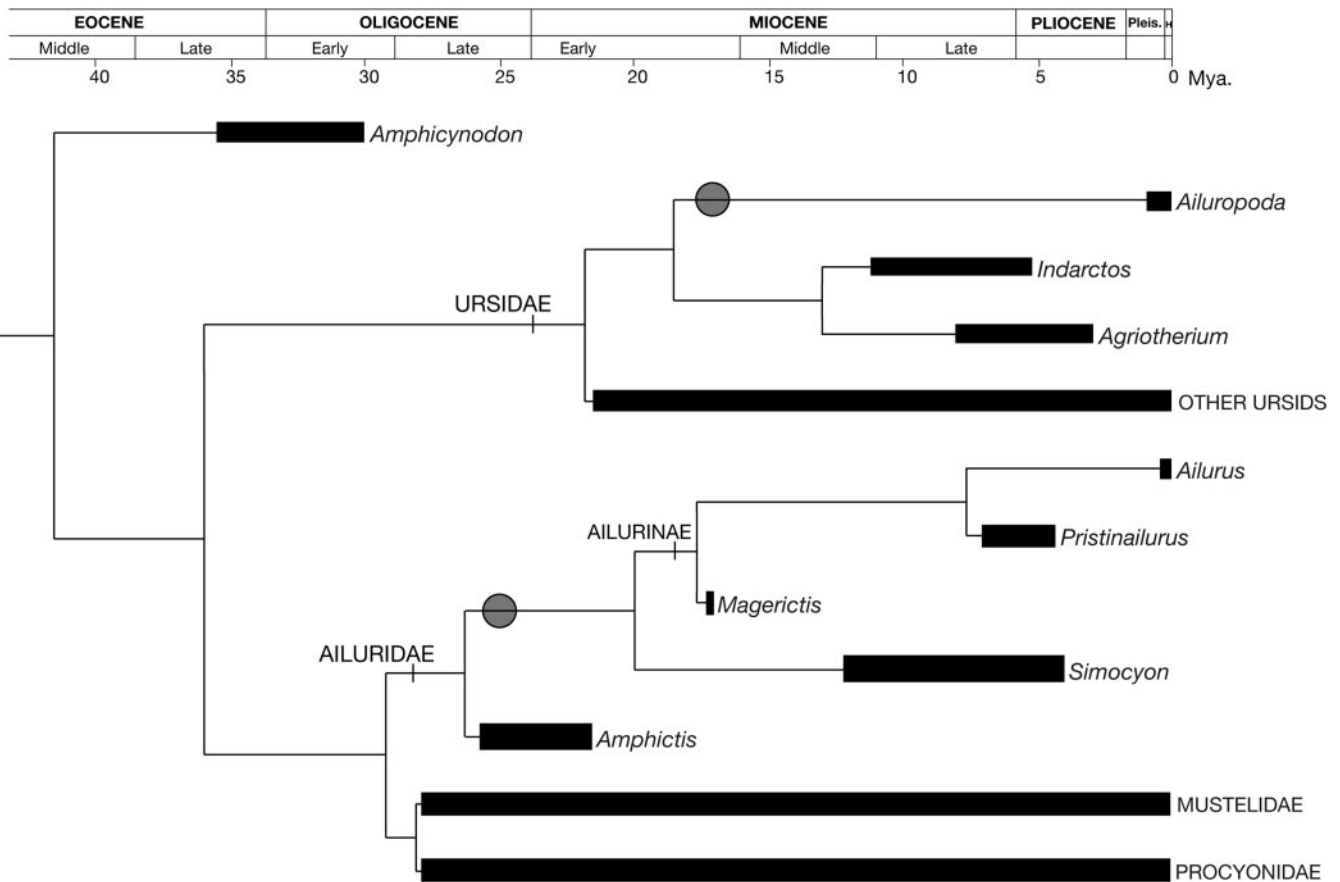 EOCENE OLIGOCENE MIOCENE PLIOCENE Pleis. H
Middle Late Early Late Early Middle Late
40 35 30 25 20 15 10 5 0 Mya.
Amphicynodon
Ailuropoda
Indarctos
URSIDAE
Agriotherium
OTHER URSIDS
Ailurus
AILURINAE
Pristinailurus
Magerictis
AILURIDAE
Simocyon
Amphictis
MUSTELIDAE
PROCYONIDAE